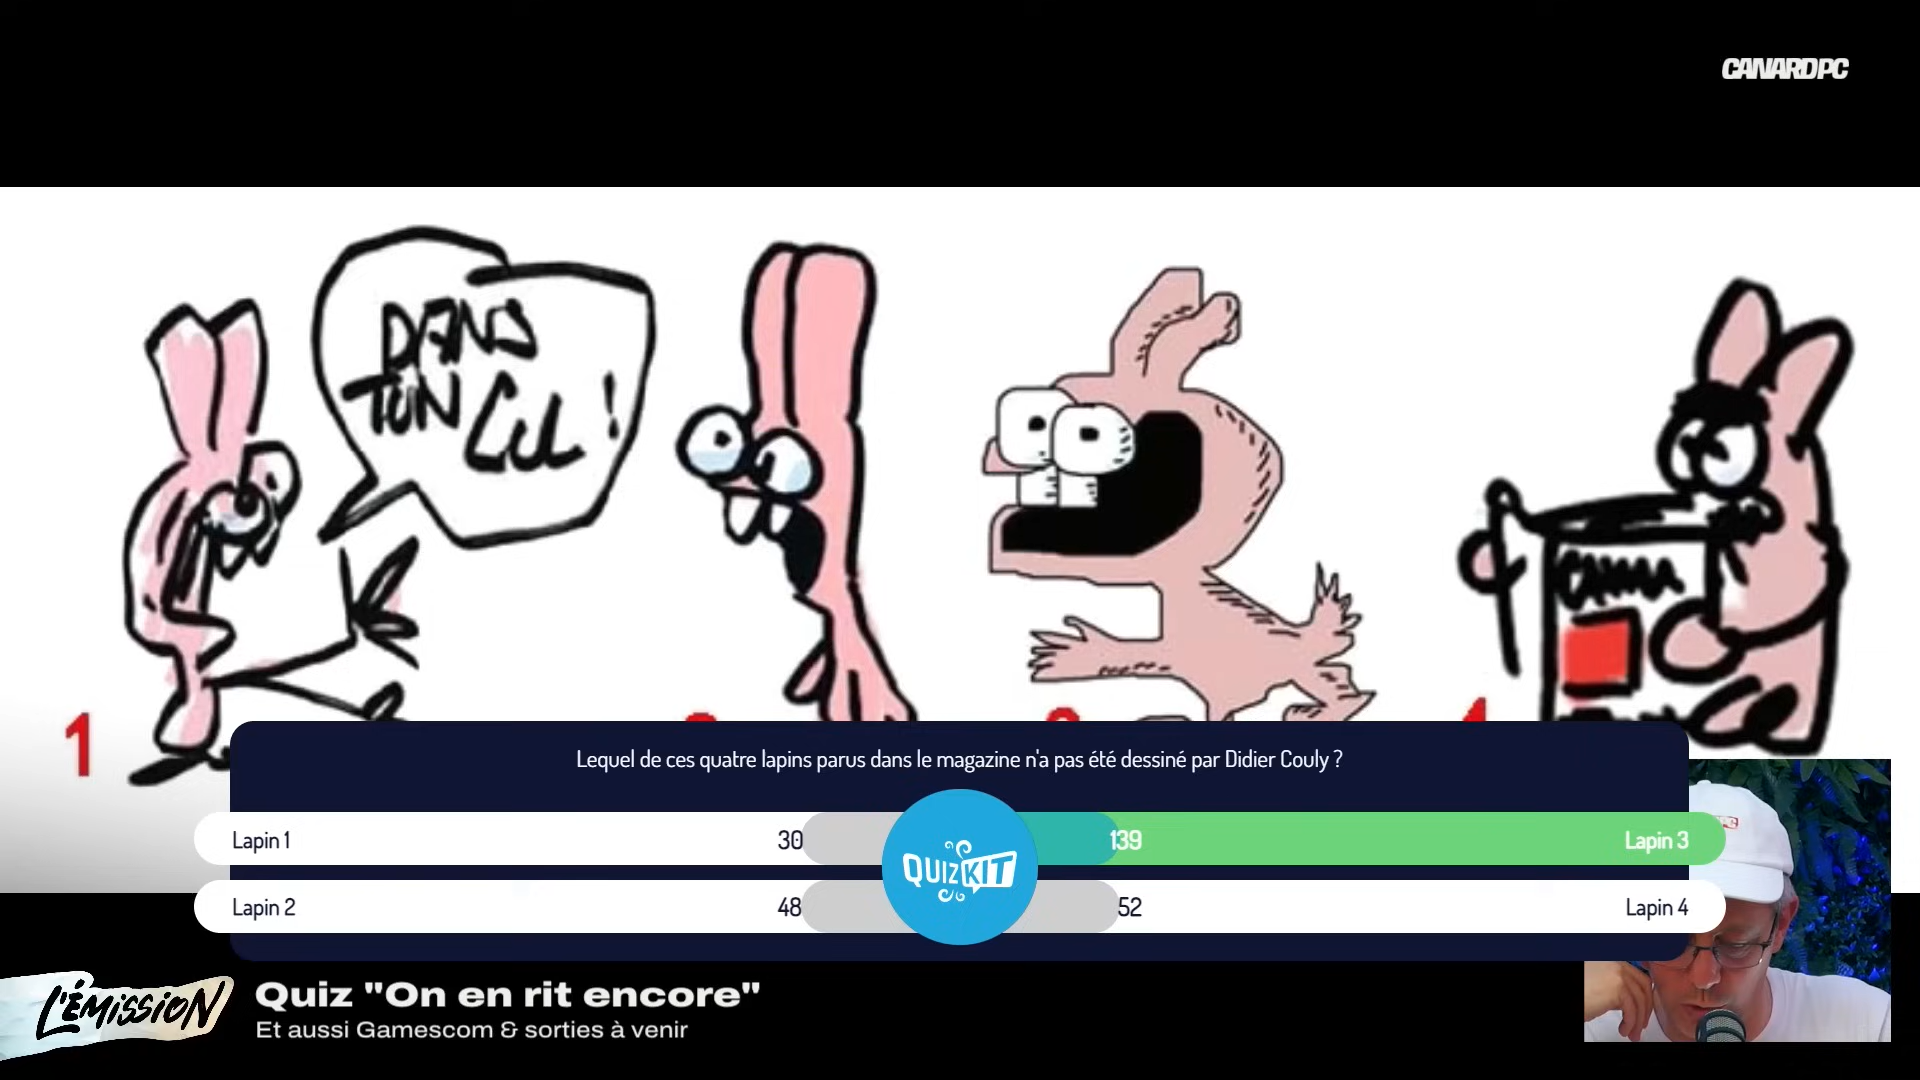 CANARDPC
DANS
TON CUL !
CANAR
1
Lequel de ces quatre lapins parus dans le magazine n'a pas été dessiné par Didier Couly ?
Lapin 1
30
139
Lapin 3
QUIZKIT
Lapin 2
48
52
Lapin 4
L'ÉMISSION
Quiz "On en rit encore"
Et aussi Gamescom & sorties à venir